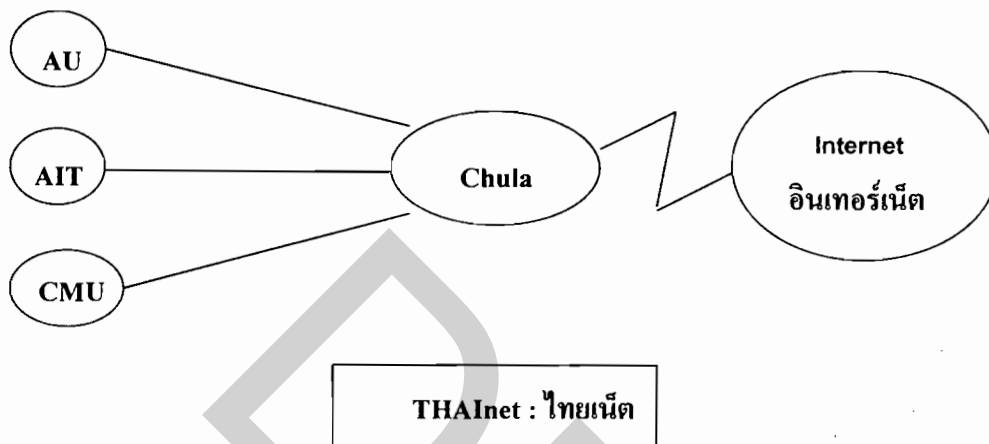 AU
AIT
CMU
Chula
Internet
อินเทอร์เน็ต
THAInet : ไทยเน็ต